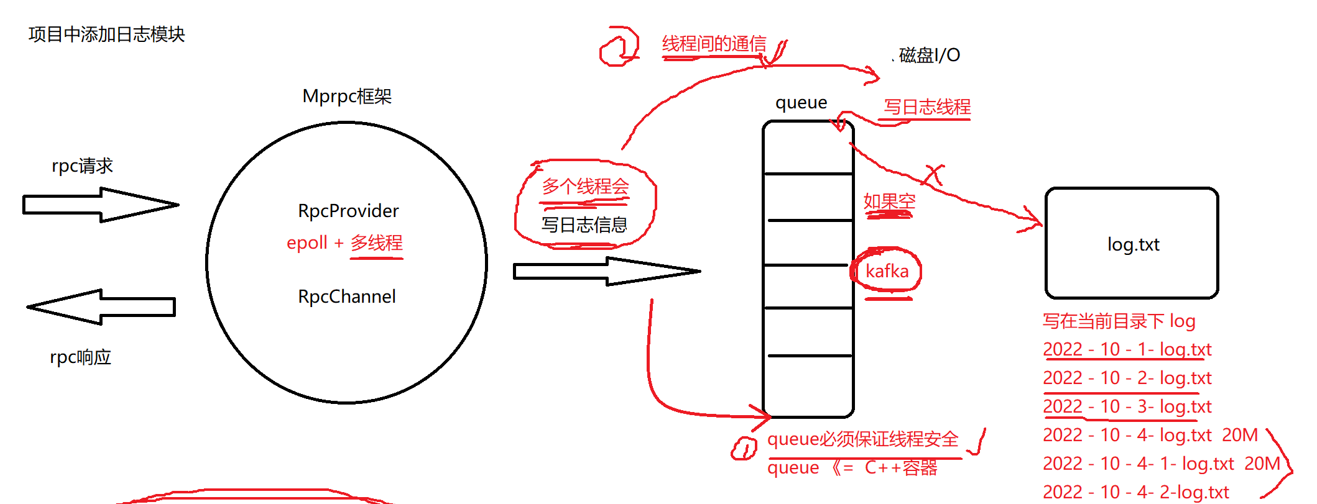 项目中添加日志模块
② 线程间的通信
.磁盘I/O
Mprpc框架
queue
写日志线程
rpc请求
多个线程会
写日志信息
如果空
RpcProvider
epoll + 多线程
log.txt
kafka
RpcChannel
rpc响应
写在当前目录下 log
2022 - 10 - 1- log.txt
2022 - 10 - 2- log.txt
2022 - 10 - 3- log.txt
2022 - 10 - 4- log.txt 20M
2022 - 10 - 4- 1- log.txt 20M
2022 - 10 - 4- 2-log.txt
① queue必须保证线程安全
queue 《= C++容器